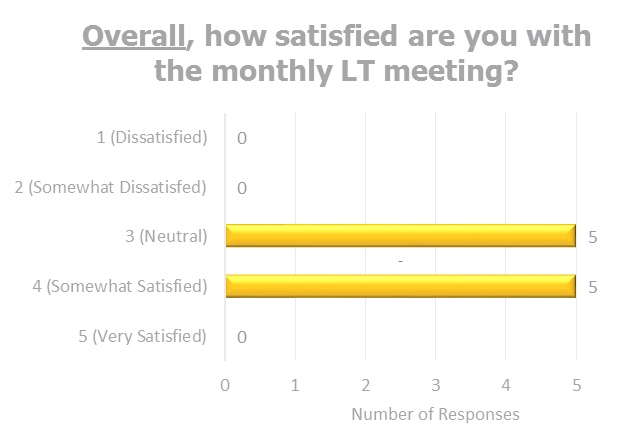 Overall, how satisfied are you with
the monthly LT meeting?
1 (Dissatisfied) 0
2 (Somewhat Dissatisfed) 0
3 (Neutral) 5
-
4 (Somewhat Satisfied) 5
5 (Very Satisfied) 0
0 1 2 3 4 5
Number of Responses